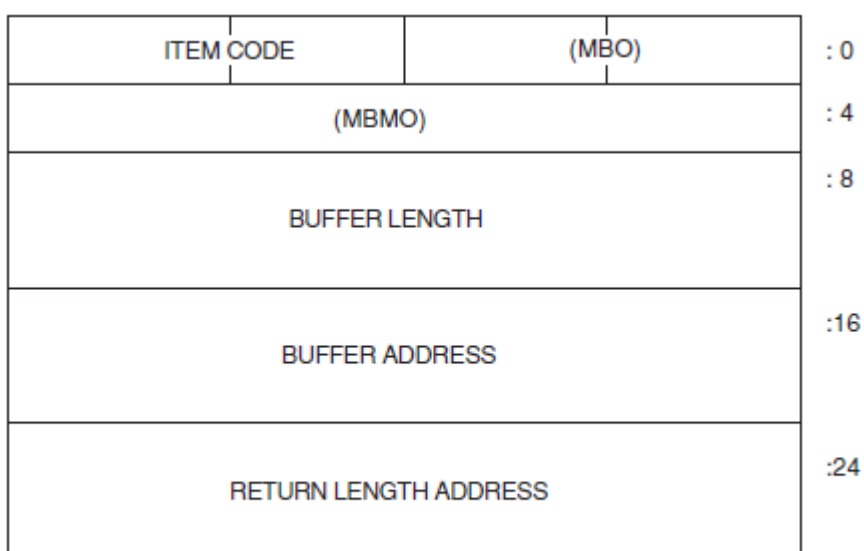 ITEM CODE (MBO) : 0
(MBMO) : 4
: 8
BUFFER LENGTH
:16
BUFFER ADDRESS
:24
RETURN LENGTH ADDRESS